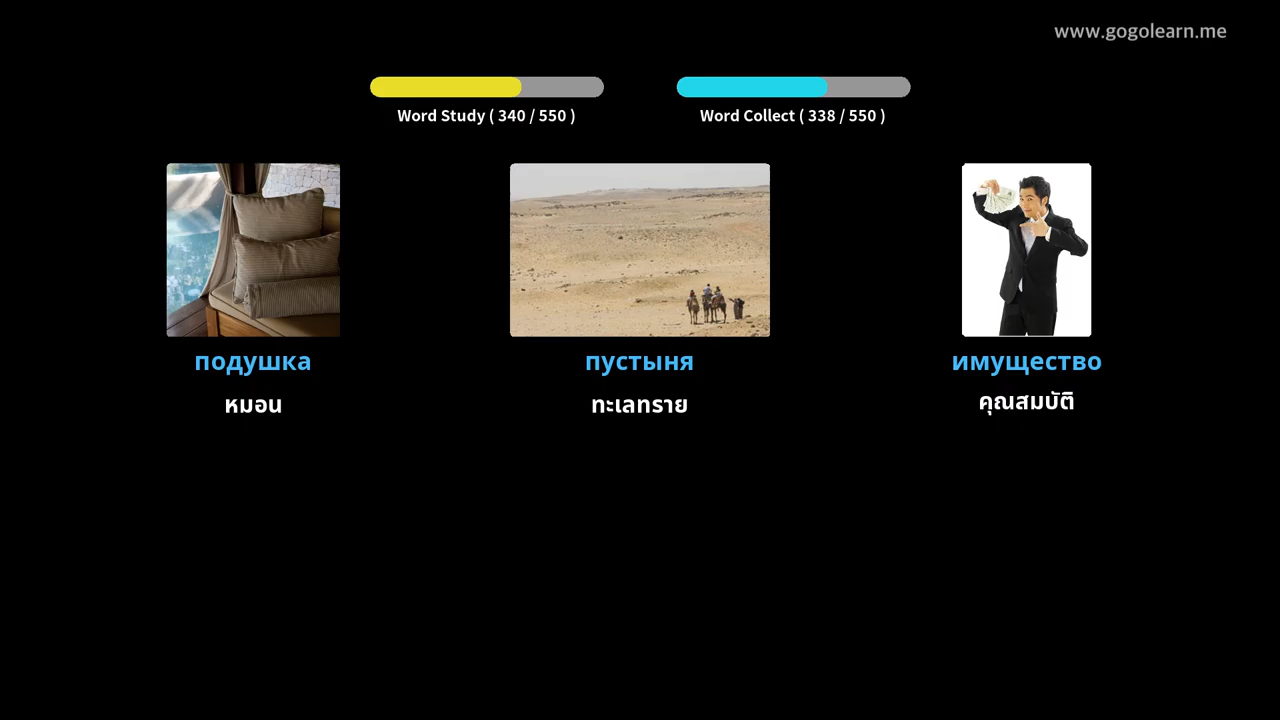 www.gogolearn.me
Word Study ( 340 / 550 )
Word Collect ( 338 / 550 )
подушка
пустыня
имущество
หมอน
ทะเลทราย
คุณสมบัติ